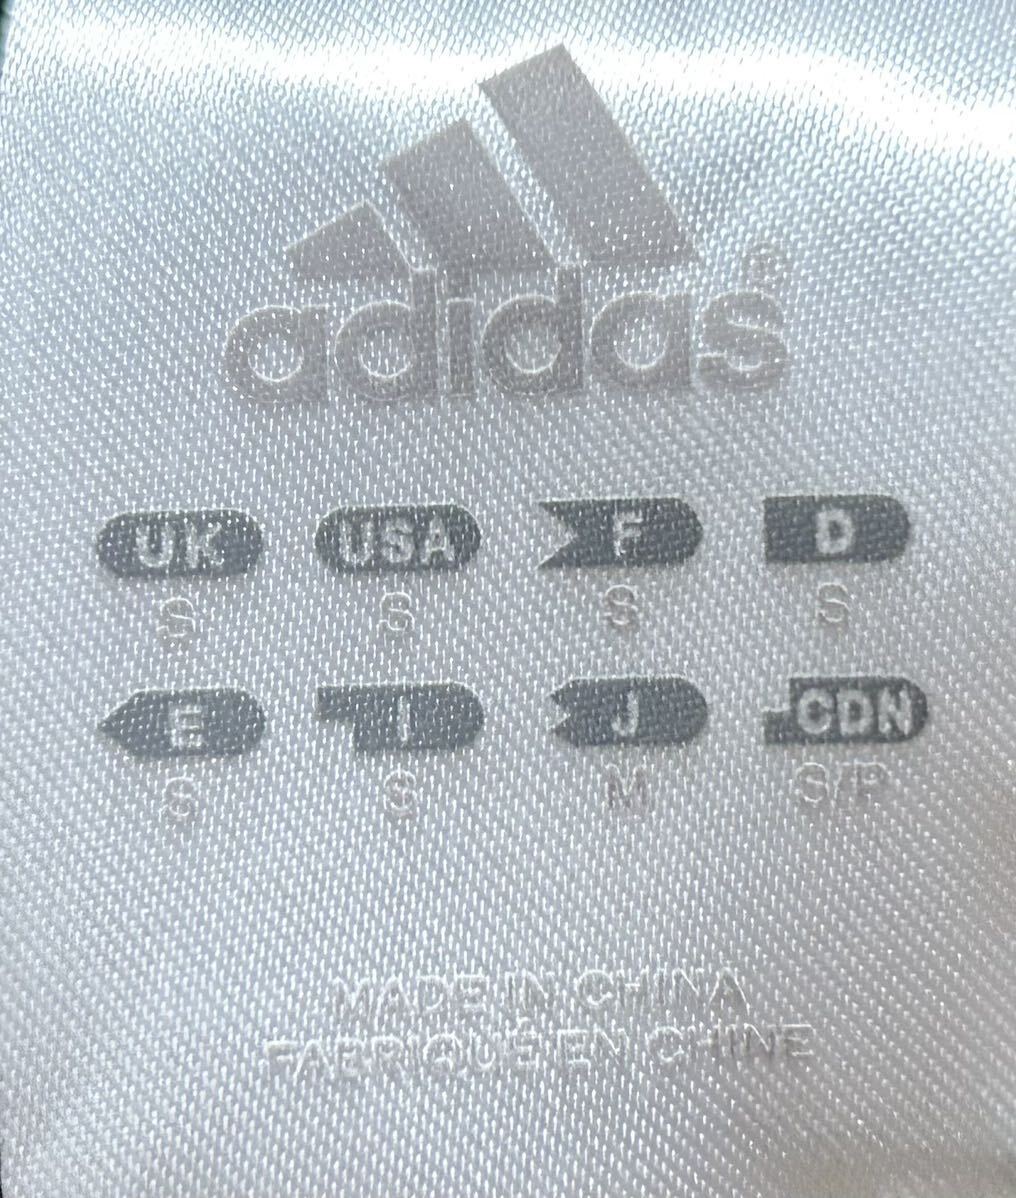 adidas®
UK USA F D
S S S S
E I J CDN
S S M S/P
MADE IN CHINA
FABRIQUÉ EN CHINE